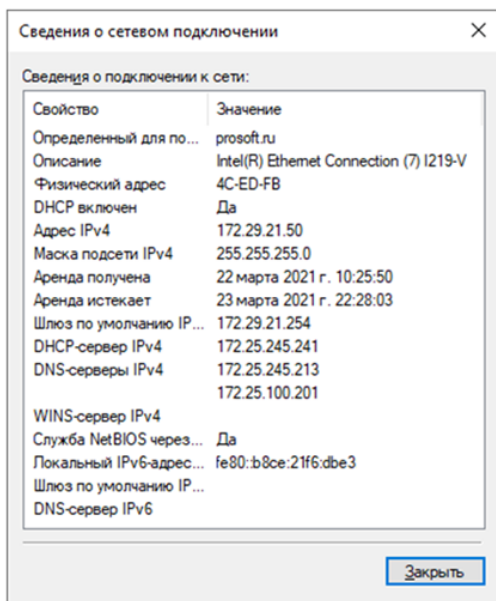 Сведения о сетевом подключении
Сведения о подключении к сети:
Свойство Значение
Определенный для по... prosoft.ru
Описание Intel(R) Ethernet Connection (7) I219-V
Физический адрес 4C-ED-FB
DHCP включен Да
Адрес IPv4 172.29.21.50
Маска подсети IPv4 255.255.255.0
Аренда получена 22 марта 2021 г. 10:25:50
Аренда истекает 23 марта 2021 г. 22:28:03
Шлюз по умолчанию IP... 172.29.21.254
DHCP-сервер IPv4 172.25.245.241
DNS-серверы IPv4 172.25.245.213
172.25.100.201
WINS-сервер IPv4
Служба NetBIOS через... Да
Локальный IPv6-адрес... fe80::b8ce:21f6:dbe3
Шлюз по умолчанию IP...
DNS-сервер IPv6
Закрыть